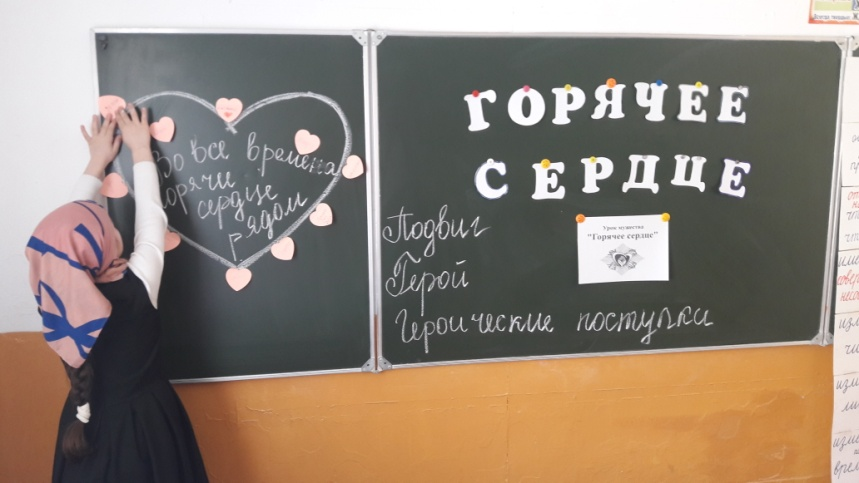 Во все времена
горячи
сердце
рядом
ГОРЯЧЕЕ
СЕРДЦЕ
Подвиг
Герой
Героические поступки
Урок мужества
"Горячее сердце"